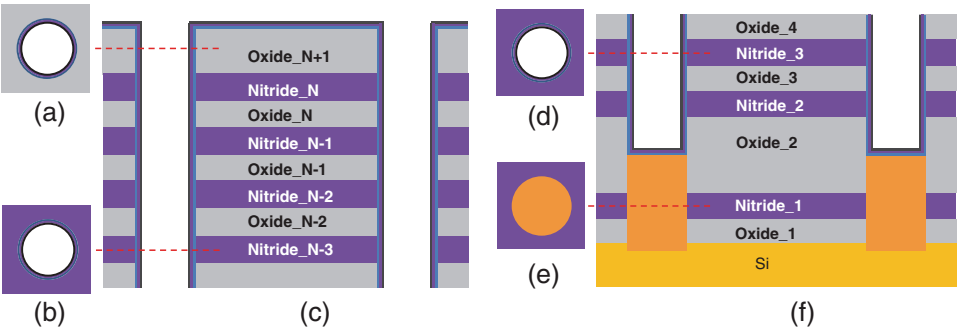 Oxide_N+1
Nitride_N
Oxide_N
Nitride_N-1
Oxide_N-1
Nitride_N-2
Oxide_N-2
Nitride_N-3
(a)
(b)
(c)
Oxide_4
Nitride_3
Oxide_3
Nitride_2
Oxide_2
Nitride_1
Oxide_1
Si
(d)
(e)
(f)